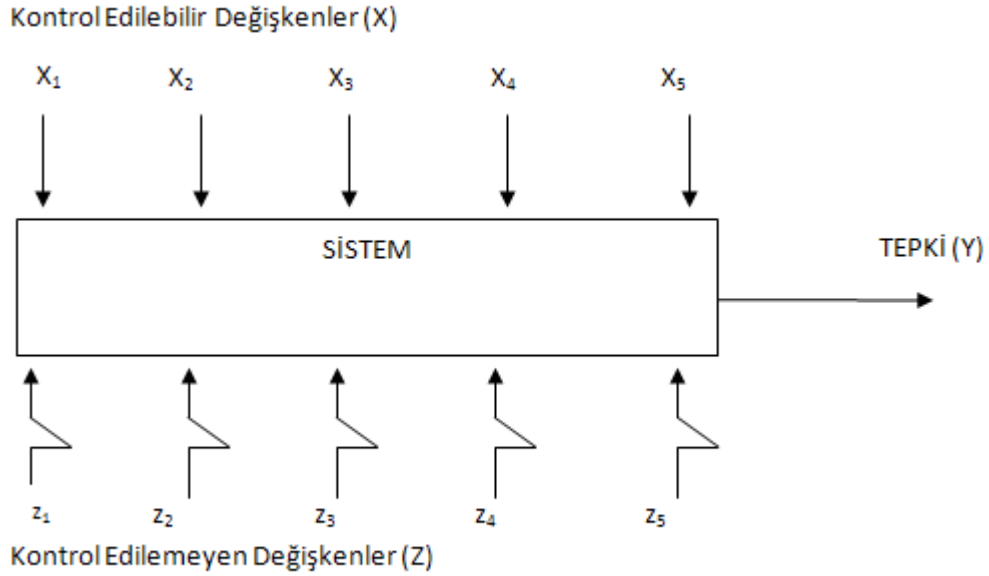 Kontrol Edilebilir Değişkenler (X)
X₁ X₂ X₃ X₄ X₅
SİSTEM
TEPKİ (Y)
z₁ z₂ z₃ z₄ z₅
Kontrol Edilemeyen Değişkenler (Z)